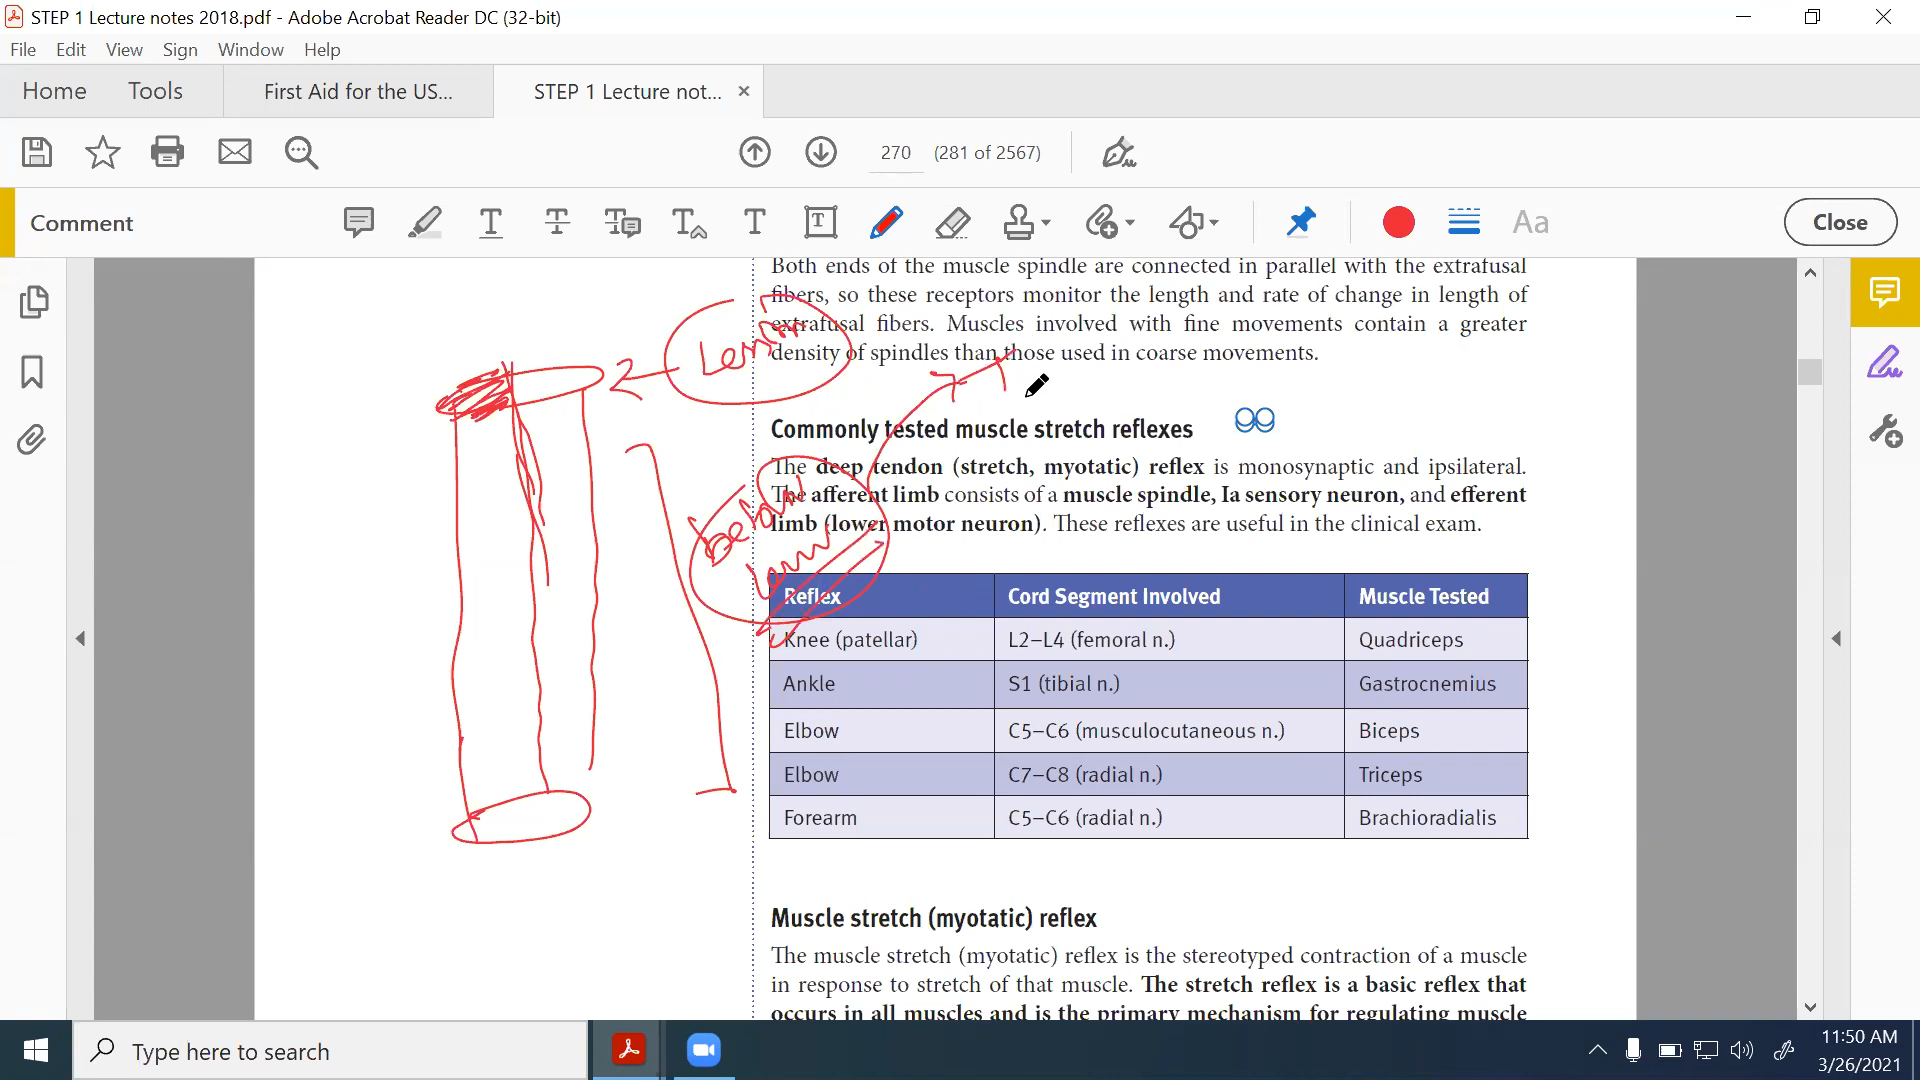 STEP 1 Lecture notes 2018.pdf - Adobe Acrobat Reader DC (32-bit)
File Edit View Sign Window Help
Home Tools First Aid for the US... STEP 1 Lecture not... ×
270 (281 of 2567)
Comment
Aa
Close
Both ends of the muscle spindle are connected in parallel with the extrafusal
fibers, so these receptors monitor the length and rate of change in length of
extrafusal fibers. Muscles involved with fine movements contain a greater
density of spindles than those used in coarse movements.
Commonly tested muscle stretch reflexes
The deep tendon (stretch, myotatic) reflex is monosynaptic and ipsilateral.
The afferent limb consists of a muscle spindle, Ia sensory neuron, and efferent
limb (lower motor neuron). These reflexes are useful in the clinical exam.
Below
Reflex Cord Segment Involved Muscle Tested
Knee (patellar) L2–L4 (femoral n.) Quadriceps
Ankle S1 (tibial n.) Gastrocnemius
Elbow C5–C6 (musculocutaneous n.) Biceps
Elbow C7–C8 (radial n.) Triceps
Forearm C5–C6 (radial n.) Brachioradialis
Muscle stretch (myotatic) reflex
The muscle stretch (myotatic) reflex is the stereotyped contraction of a muscle
in response to stretch of that muscle. The stretch reflex is a basic reflex that
occurs in all muscles and is the primary mechanism for regulating muscle
Type here to search
11:50 AM
3/26/2021